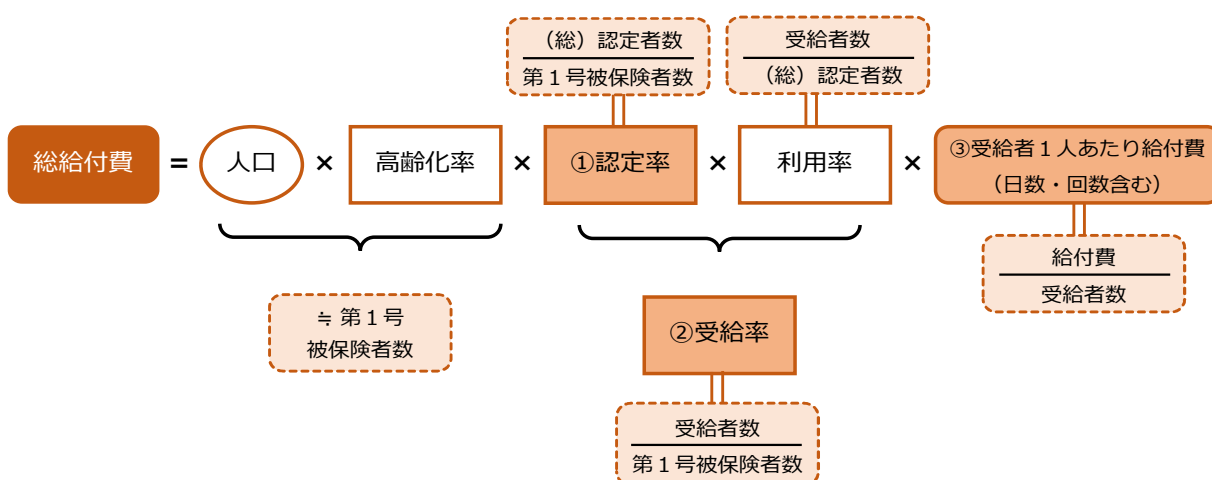 （総）認定者数
第１号被保険者数
受給者数
（総）認定者数
総給付費
=
人口
×
高齢化率
×
①認定率
×
利用率
×
③受給者１人あたり給付費
（日数・回数含む）
給付費
受給者数
≒ 第１号
被保険者数
②受給率
受給者数
第１号被保険者数